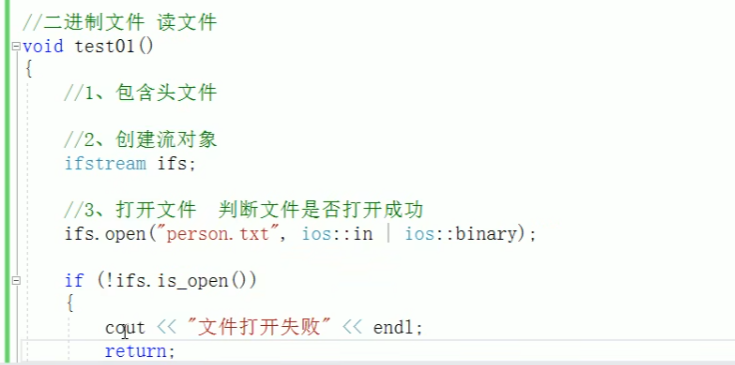 //二进制文件 读文件
void test01()
{
//1、包含头文件
//2、创建流对象
ifstream ifs;
//3、打开文件 判断文件是否打开成功
ifs.open("person.txt", ios::in | ios::binary);
if (!ifs.is_open())
{
cout << "文件打开失败" << endl;
return;